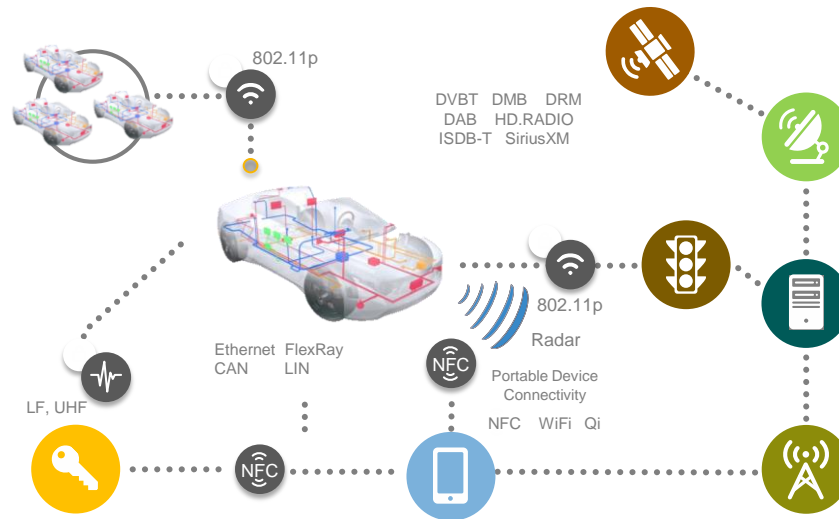 802.11p
DVBT DMB DRM
DAB HD.RADIO
ISDB-T SiriusXM
802.11p
Radar
Ethernet FlexRay
CAN LIN
NFC
Portable Device
Connectivity
NFC WiFi Qi
LF, UHF
NFC